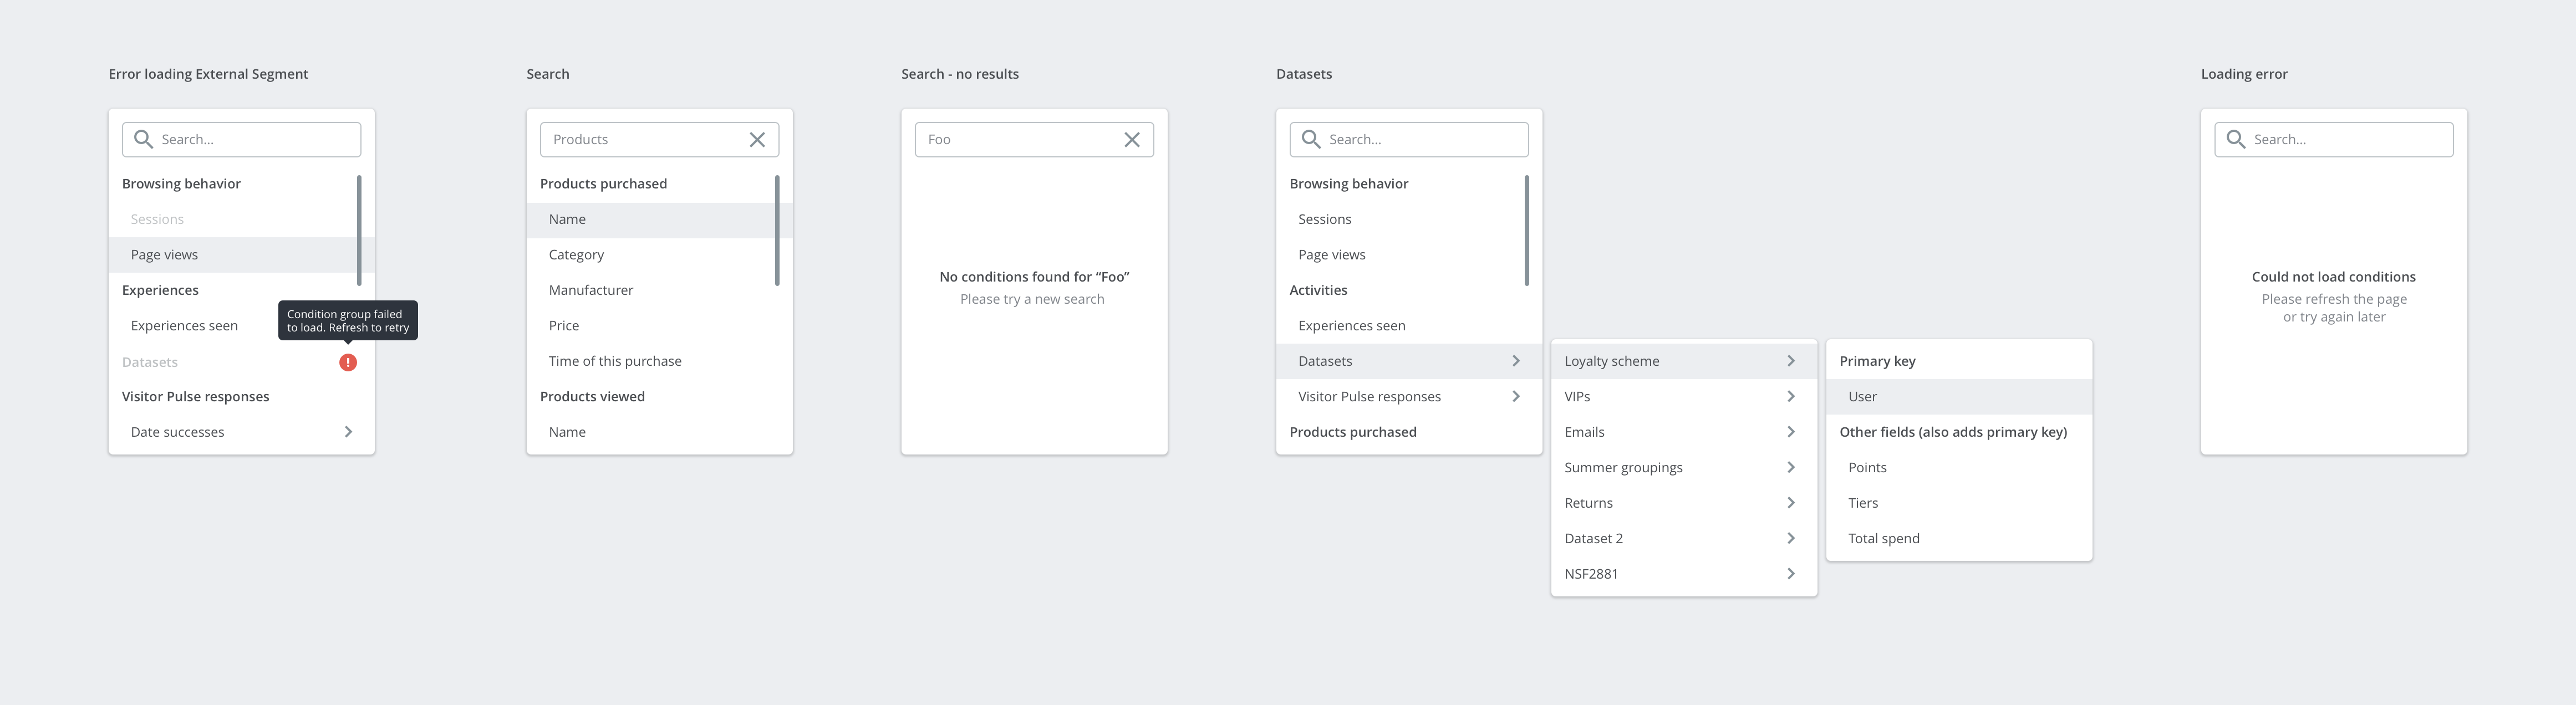 Error loading External Segment
Search...
Browsing behavior
Sessions
Page views
Experiences
Experiences seen
Condition group failed
to load. Refresh to retry
Datasets
Visitor Pulse responses
Date successes
Search
Products
Products purchased
Name
Category
Manufacturer
Price
Time of this purchase
Products viewed
Name
Search - no results
Foo
No conditions found for “Foo”
Please try a new search
Datasets
Search...
Browsing behavior
Sessions
Page views
Activities
Experiences seen
Datasets
Visitor Pulse responses
Products purchased
Loyalty scheme
VIPs
Emails
Summer groupings
Returns
Dataset 2
NSF2881
Primary key
User
Other fields (also adds primary key)
Points
Tiers
Total spend
Loading error
Search...
Could not load conditions
Please refresh the page
or try again later